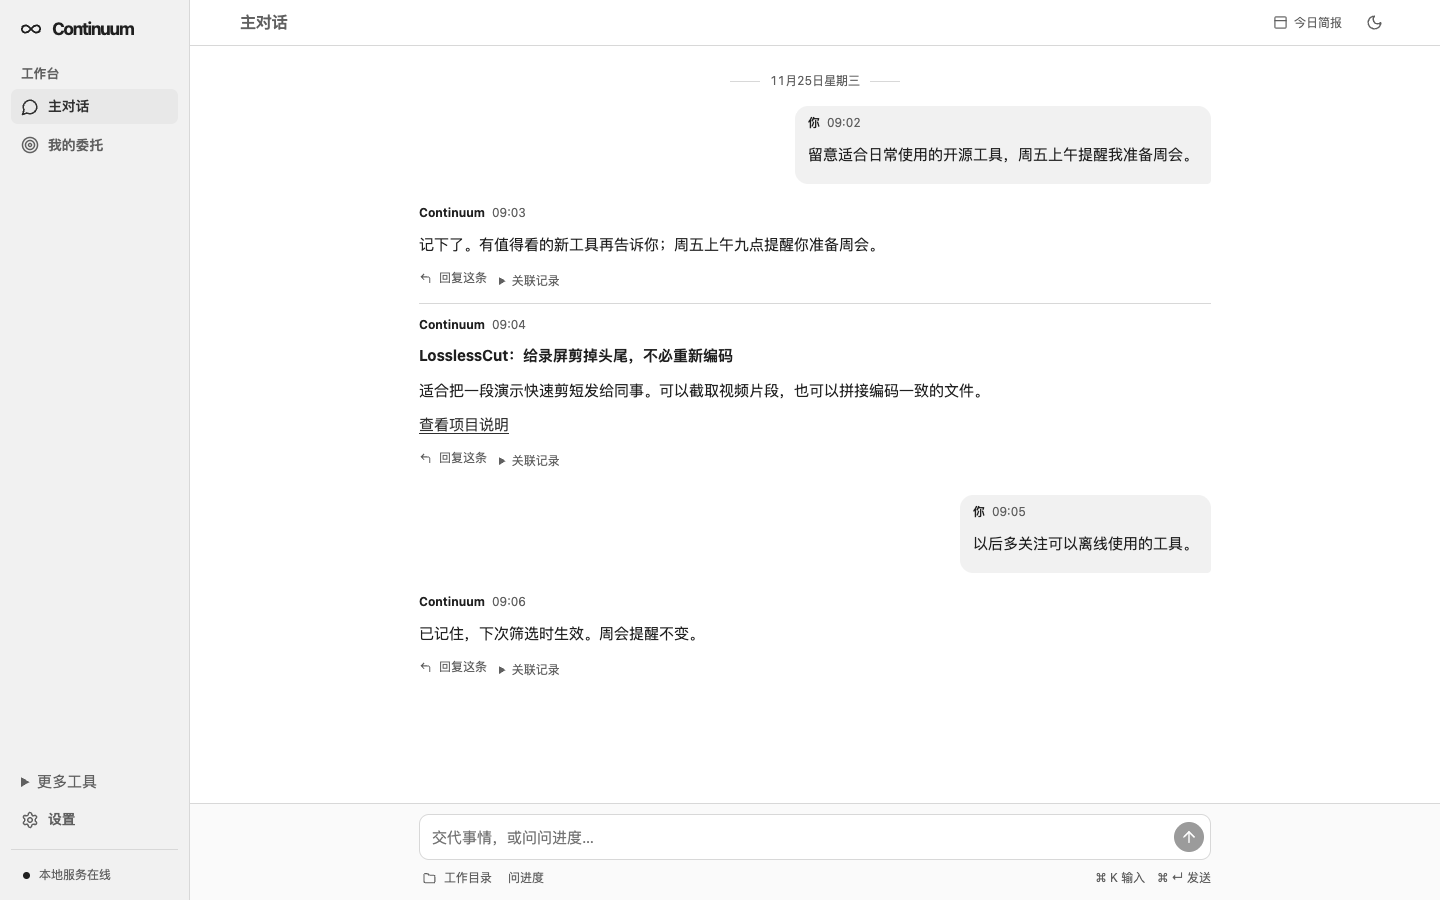 Continuum
工作台
主对话
我的委托
更多工具
设置
本地服务在线
主对话
今日简报
11月25日星期三
你 09:02
留意适合日常使用的开源工具，周五上午提醒我准备周会。
Continuum 09:03
记下了。有值得看的新工具再告诉你；周五上午九点提醒你准备周会。
回复这条 ▶ 关联记录
Continuum 09:04
LosslessCut：给录屏剪掉头尾，不必重新编码
适合把一段演示快速剪短发给同事。可以截取视频片段，也可以拼接编码一致的文件。
查看项目说明
回复这条 ▶ 关联记录
你 09:05
以后多关注可以离线使用的工具。
Continuum 09:06
已记住，下次筛选时生效。周会提醒不变。
回复这条 ▶ 关联记录
交代事情，或问问进度...
工作目录 问进度
⌘ K 输入 ⌘ ↵ 发送